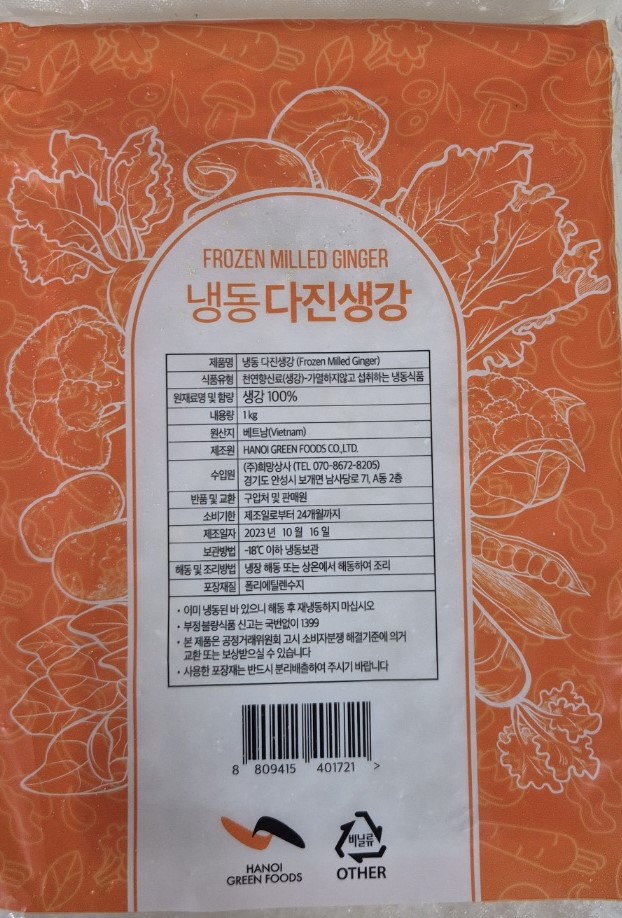 FROZEN MILLED GINGER
냉동 다진생강
제품명 냉동 다진생강 (Frozen Milled Ginger)
식품유형 천연향신료(생강)-가열하지않고 섭취하는 냉동식품
원재료명 및 함량 생강 100%
내용량 1kg
원산지 베트남(Vietnam)
제조원 HANOI GREEN FOODS CO.,LTD.
수입원 (주)희망상사 (TEL 070-8672-8205)
경기도 안성시 보개면 남사당로 71, A동 2층
반품 및 교환 구입처 및 판매원
소비기한 제조일로부터 24개월까지
제조일자 2023 년 10 월 16 일
보관방법 -18℃ 이하 냉동보관
해동 및 조리방법 냉장 해동 또는 상온에서 해동하여 조리
포장재질 폴리에틸렌수지
• 이미 냉동된 바 있으니 해동 후 재냉동하지 마십시오
• 부정·불량식품 신고는 국번없이 1399
• 본 제품은 공정거래위원회 고시 소비자분쟁 해결기준에 의거
교환 또는 보상받으실 수 있습니다
• 사용한 포장재는 반드시 분리배출하여 주시기 바랍니다
8 809415 401721 >
HANOI
GREEN FOODS
비닐류
OTHER